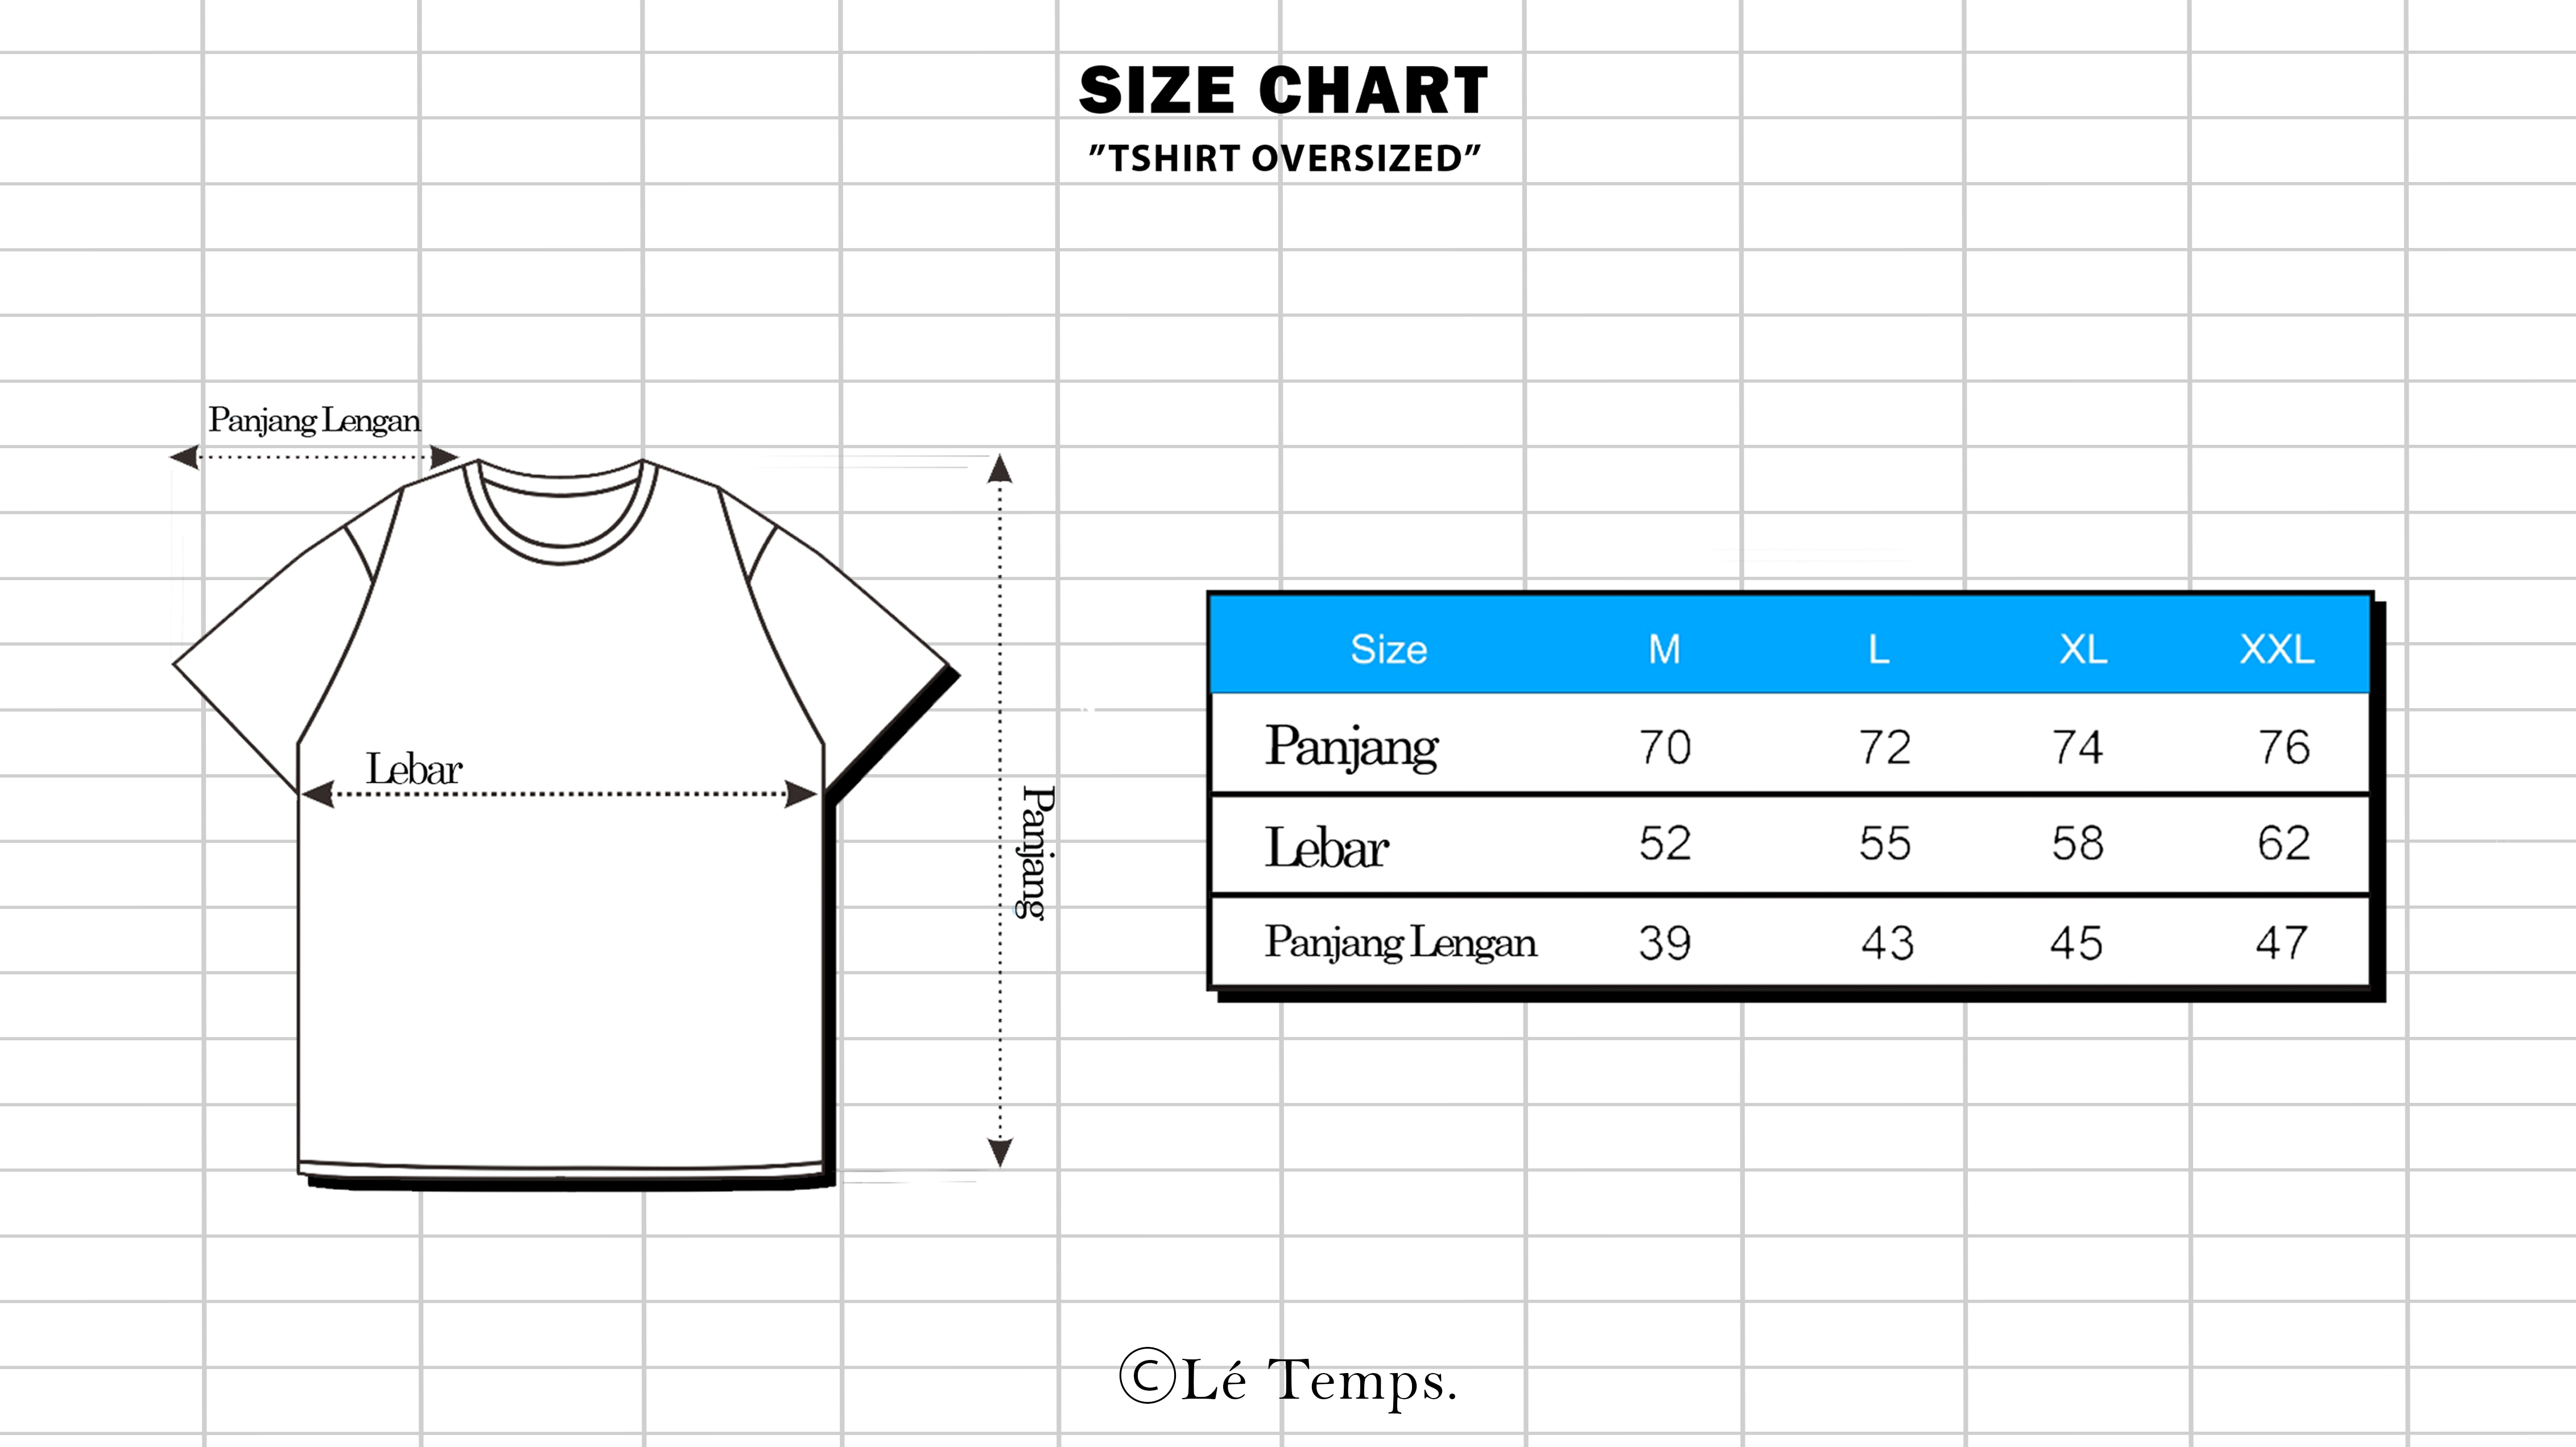 SIZE CHART
”TSHIRT OVERSIZED”
Panjang Lengan
Lebar
Panjang
Size M L XL XXL
Panjang 70 72 74 76
Lebar 52 55 58 62
Panjang Lengan 39 43 45 47
©Lé Temps.